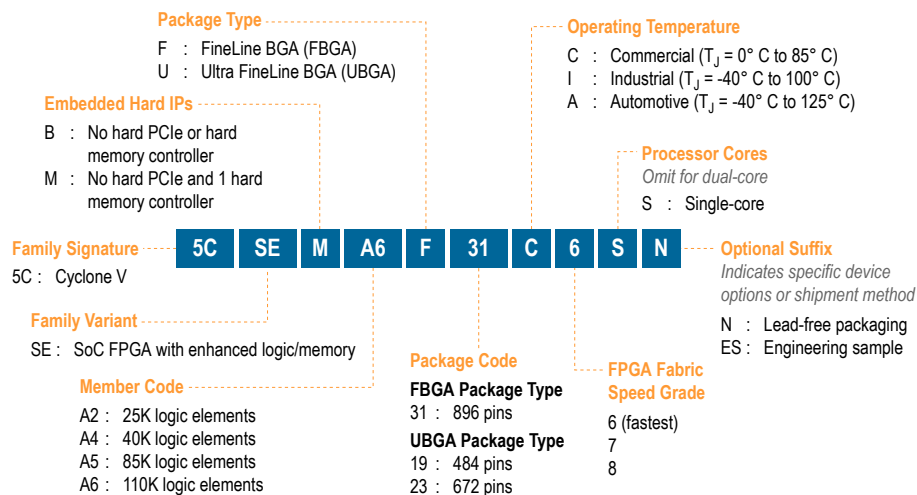 Package Type
F : FineLine BGA (FBGA)
U : Ultra FineLine BGA (UBGA)
Operating Temperature
C : Commercial (TJ = 0° C to 85° C)
I : Industrial (TJ = -40° C to 100° C)
A : Automotive (TJ = -40° C to 125° C)
Embedded Hard IPs
B : No hard PCIe or hard
memory controller
M : No hard PCIe and 1 hard
memory controller
Processor Cores
Omit for dual-core
S : Single-core
Family Signature
5C : Cyclone V
5C SE M A6 F 31 C 6 S N
Optional Suffix
Indicates specific device
options or shipment method
N : Lead-free packaging
ES : Engineering sample
Family Variant
SE : SoC FPGA with enhanced logic/memory
Member Code
A2 : 25K logic elements
A4 : 40K logic elements
A5 : 85K logic elements
A6 : 110K logic elements
Package Code
FBGA Package Type
31 : 896 pins
UBGA Package Type
19 : 484 pins
23 : 672 pins
FPGA Fabric
Speed Grade
6 (fastest)
7
8